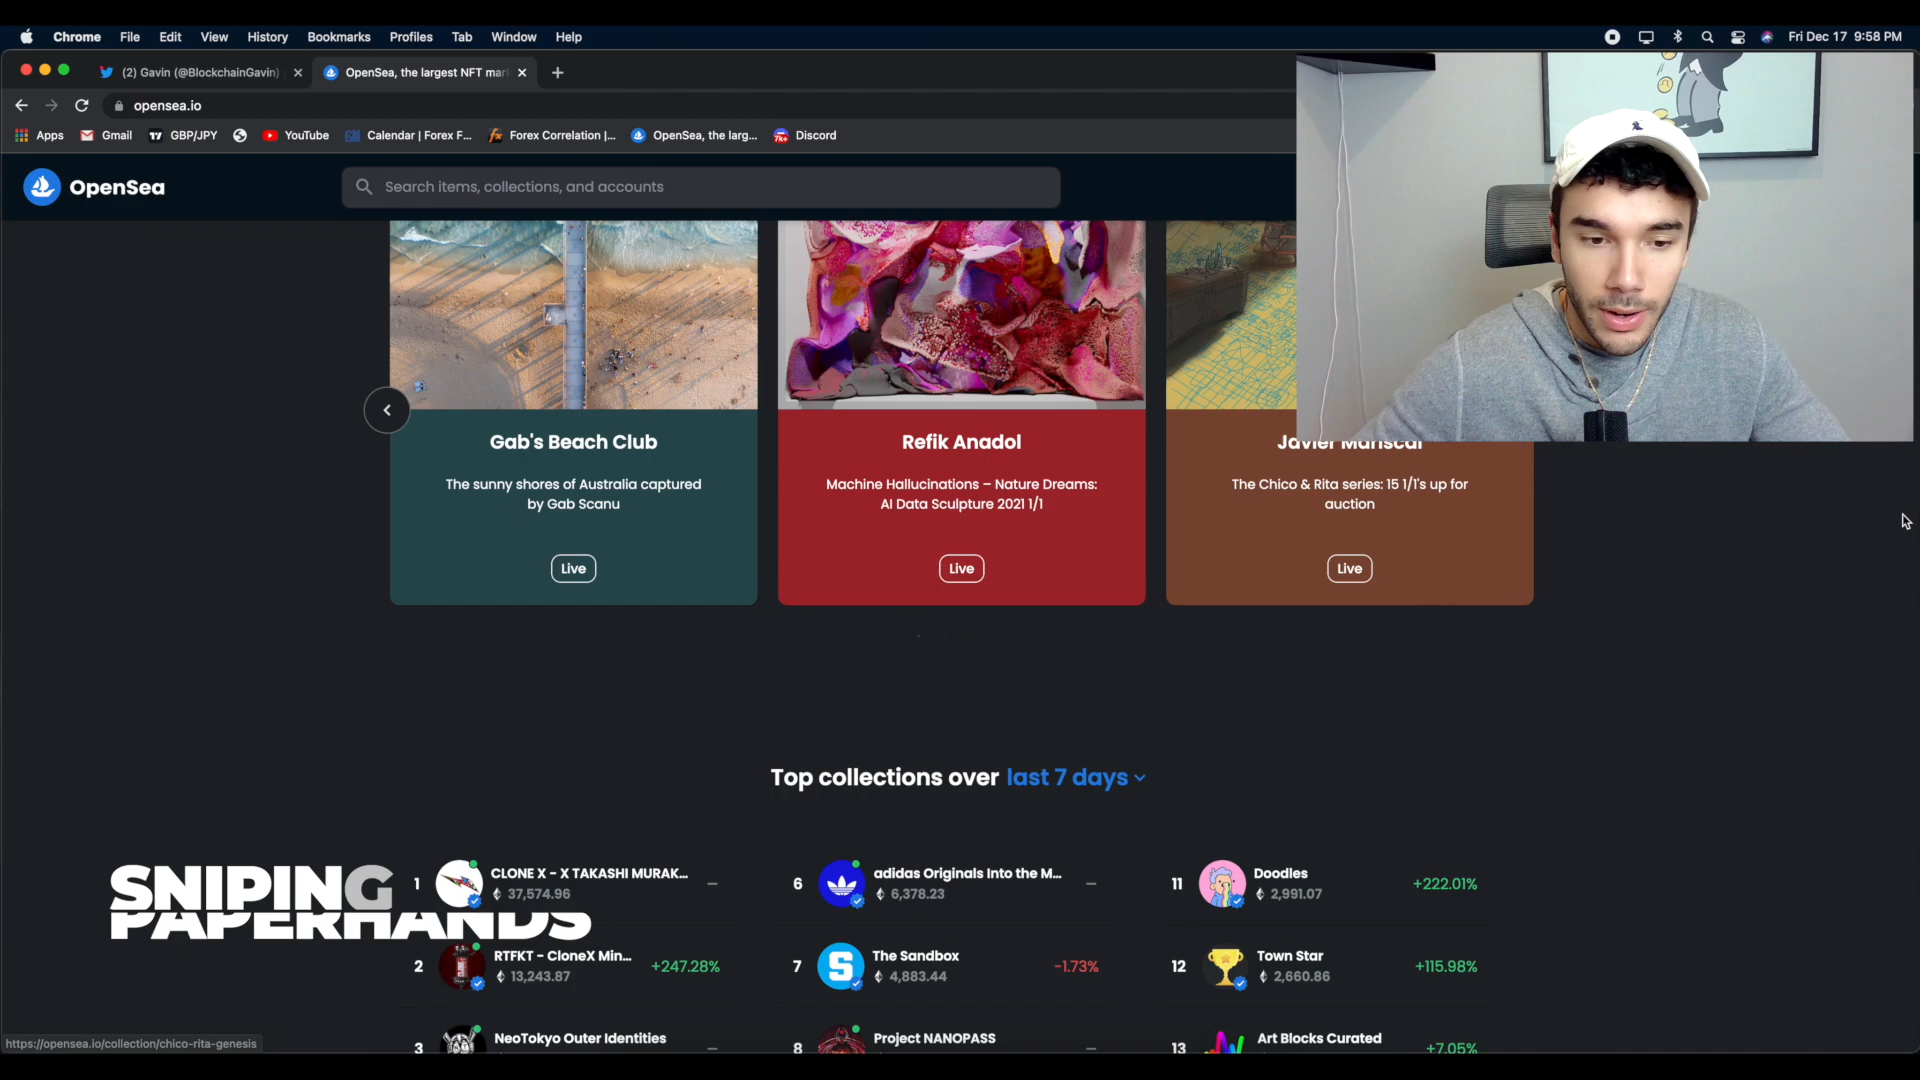 Chrome File Edit View History Bookmarks Profiles Tab Window Help Fri Dec 17 9:58 PM
(2) Gavin (@BlockchainGavin) OpenSea, the largest NFT mar
opensea.io
Apps Gmail GBP/JPY YouTube Calendar | Forex F... Forex Correlation |... OpenSea, the larg... Discord
OpenSea Search items, collections, and accounts
Gab's Beach Club
The sunny shores of Australia captured
by Gab Scanu
Live
Refik Anadol
Machine Hallucinations – Nature Dreams:
AI Data Sculpture 2021 1/1
Live
Javier Mariscal
The Chico & Rita series: 15 1/1's up for
auction
Live
Top collections over last 7 days
1 CLONE X - X TAKASHI MURAK... —
37,574.96
2 RTFKT - CloneX Min... +247.28%
13,243.87
3 NeoTokyo Outer Identities —
6 adidas Originals Into the M... —
6,378.23
7 The Sandbox -1.73%
4,883.44
8 Project NANOPASS —
11 Doodles +222.01%
2,991.07
12 Town Star +115.98%
2,660.86
13 Art Blocks Curated +7.05%
SNIPING
PAPERHANDS
https://opensea.io/collection/chico-rita-genesis